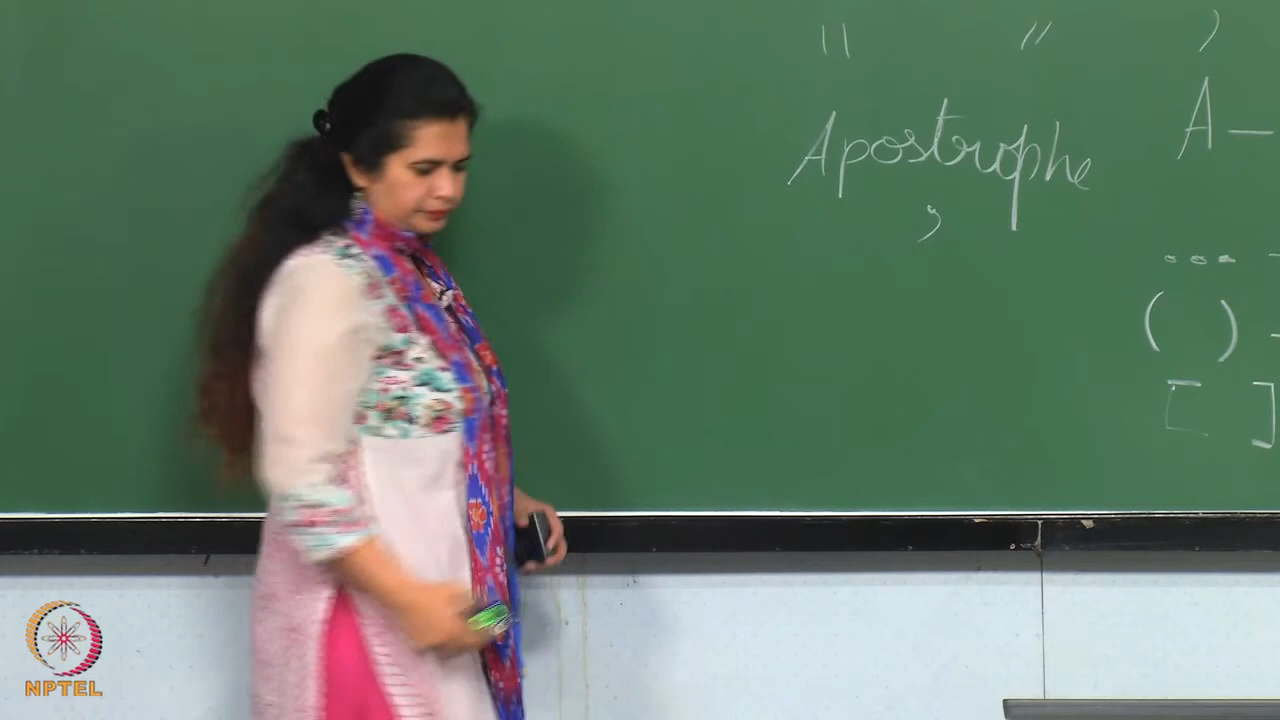 " " ’
Apostrophe A –
,
... -
( ) -
[ ]
NPTEL